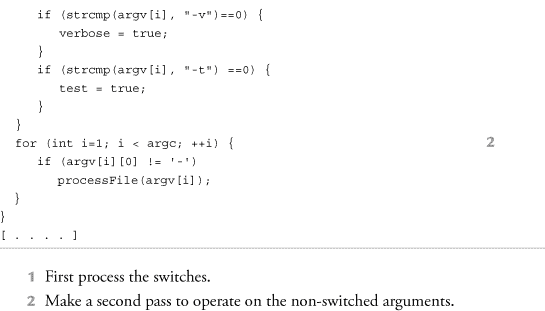 if (strcmp(argv[i], "-v")==0) {
verbose = true;
}
if (strcmp(argv[i], "-t") ==0) {
test = true;
}
}
for (int i=1; i < argc; ++i) { 2
if (argv[i][0] != '-')
processFile(argv[i]);
}
}
[ . . . . ]
1 First process the switches.
2 Make a second pass to operate on the non-switched arguments.